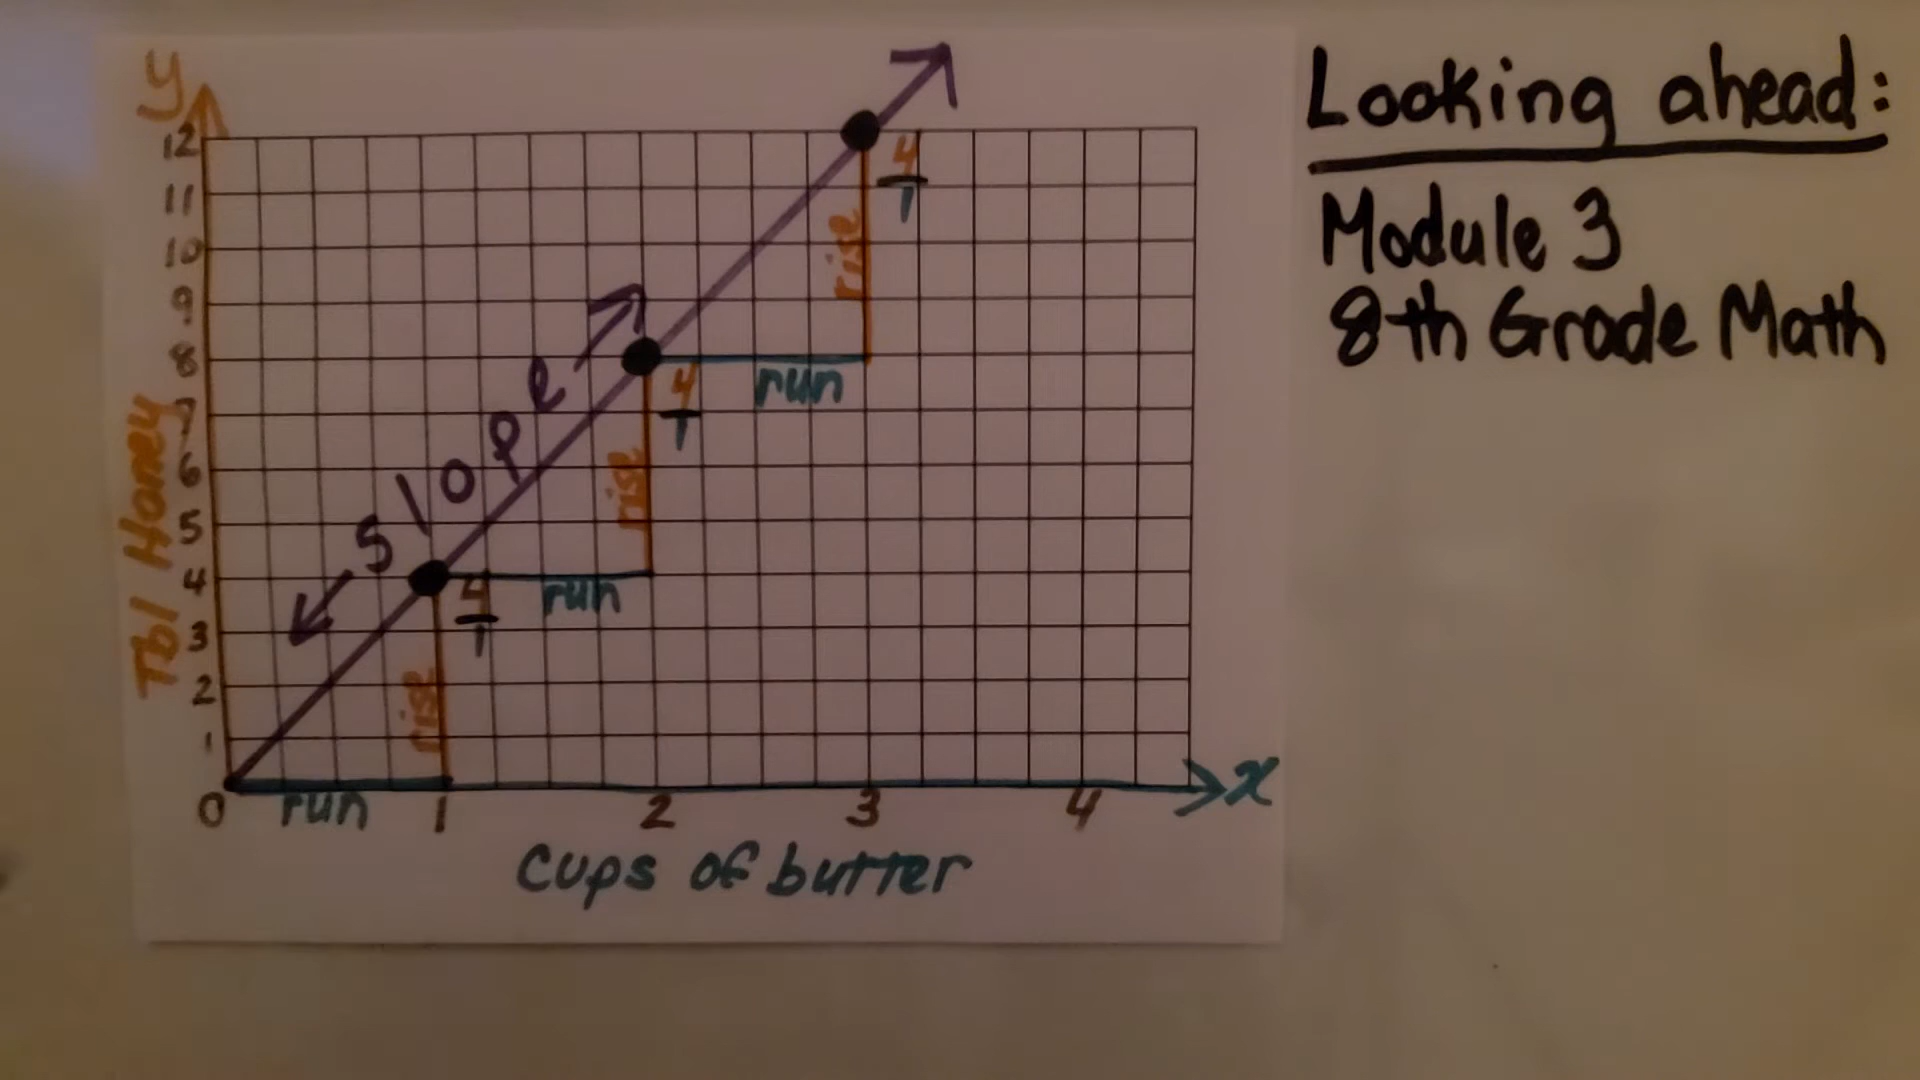 Looking ahead:
Module 3
8th Grade Math
y
12
11
10
9
8
7
6
5
4
3
2
1
0
Tbl Honey
slope
4/1
rise
run
4/1
rise
run
4/1
rise
run
1 2 3 4
x
Cups of butter